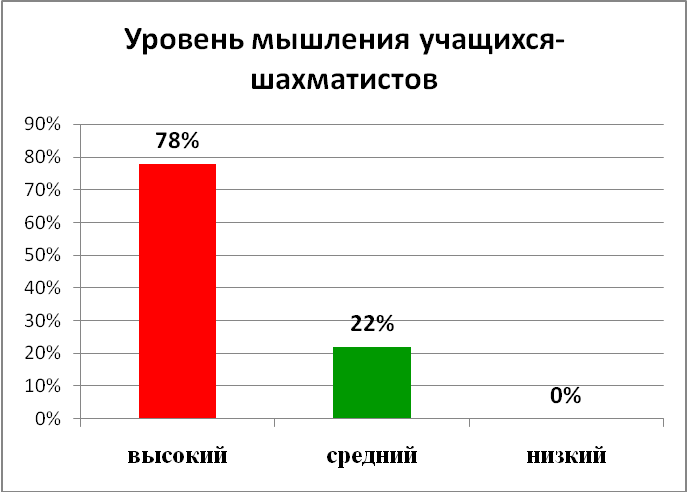 Уровень мышления учащихся-
шахматистов
90%
80%
70%
60%
50%
40%
30%
20%
10%
0%
78%
22%
0%
высокий
средний
низкий